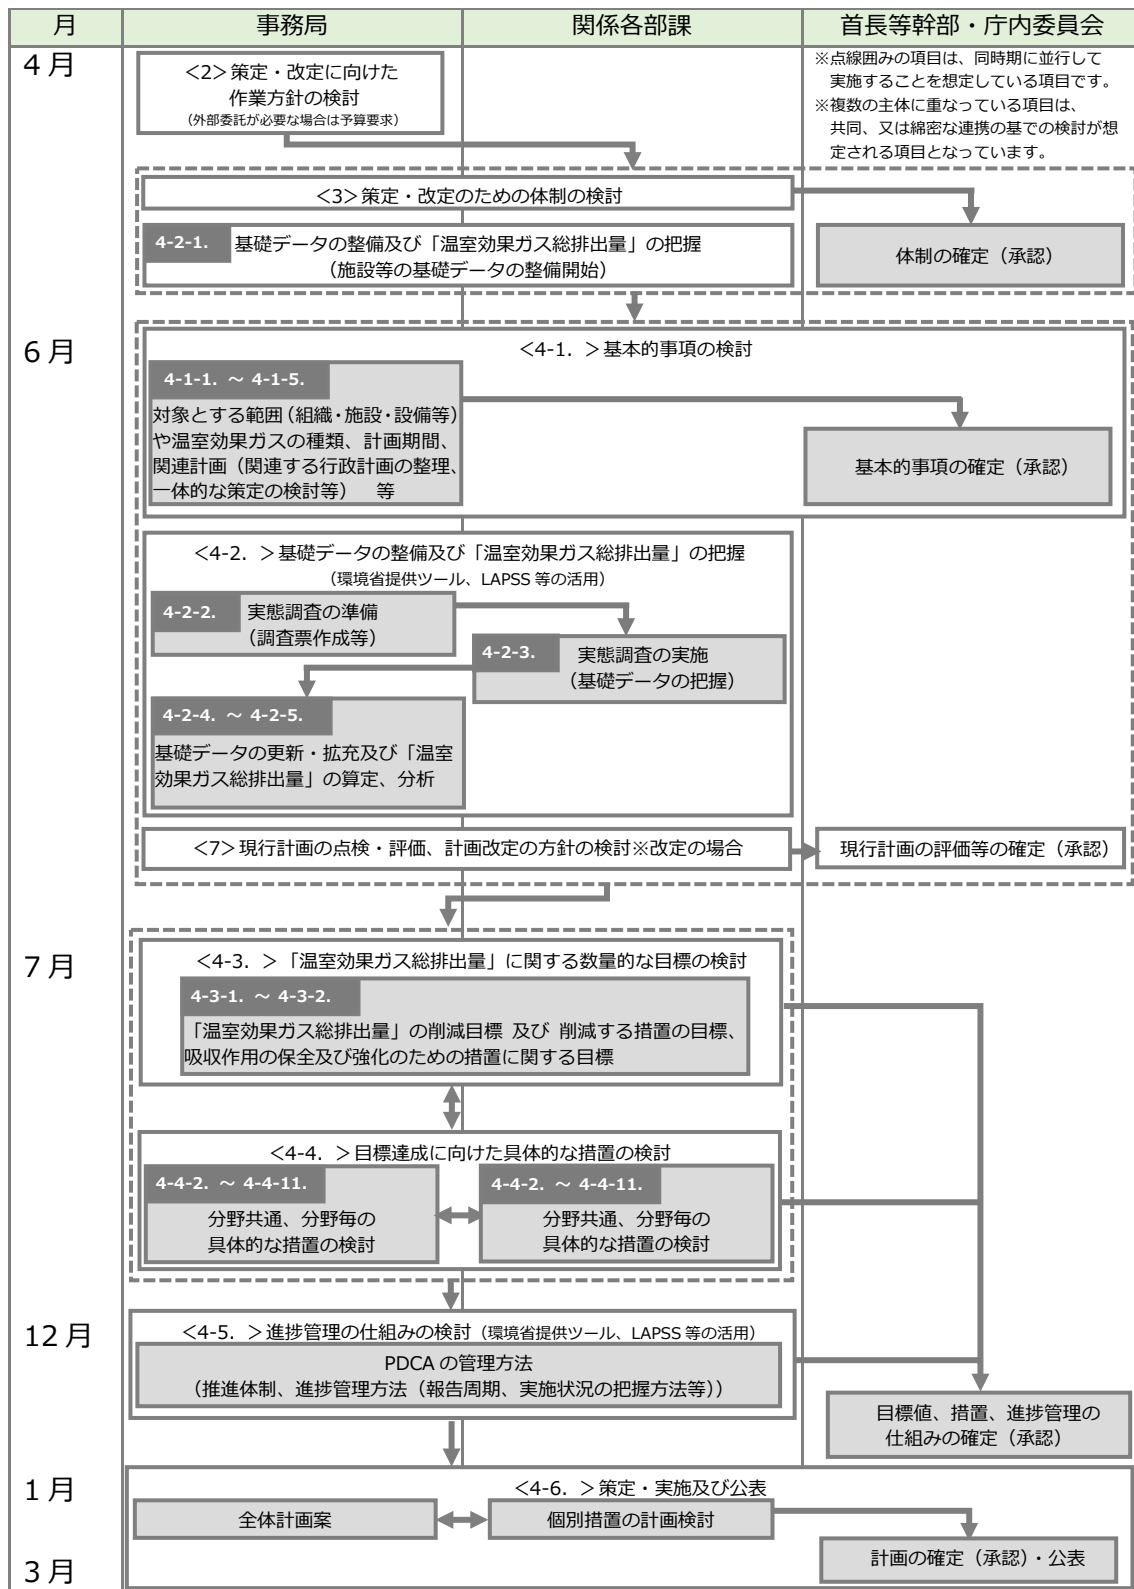 月
事務局
関係各部課
首長等幹部・庁内委員会
4月
<2>策定・改定に向けた
作業方針の検討
(外部委託が必要な場合は予算要求)
※点線囲みの項目は、同時期に並行して
実施することを想定している項目です。
※複数の主体に重なっている項目は、
共同、又は綿密な連携の基での検討が想
定される項目となっています。
<3>策定・改定のための体制の検討
4-2-1. 基礎データの整備及び「温室効果ガス総排出量」の把握
(施設等の基礎データの整備開始)
体制の確定(承認)
6月
<4-1. >基本的事項の検討
4-1-1. ~ 4-1-5.
対象とする範囲(組織・施設・設備等)
や温室効果ガスの種類、計画期間、
関連計画(関連する行政計画の整理、
一体的な策定の検討等) 等
基本的事項の確定(承認)
<4-2. >基礎データの整備及び「温室効果ガス総排出量」の把握
(環境省提供ツール、LAPSS 等の活用)
4-2-2. 実態調査の準備
(調査票作成等)
4-2-3. 実態調査の実施
(基礎データの把握)
4-2-4. ~ 4-2-5.
基礎データの更新・拡充及び「温室
効果ガス総排出量」の算定、分析
<7>現行計画の点検・評価、計画改定の方針の検討※改定の場合
現行計画の評価等の確定(承認)
7月
<4-3. >「温室効果ガス総排出量」に関する数量的な目標の検討
4-3-1. ~ 4-3-2.
「温室効果ガス総排出量」の削減目標 及び 削減する措置の目標、
吸収作用の保全及び強化のための措置に関する目標
<4-4. >目標達成に向けた具体的な措置の検討
4-4-2. ~ 4-4-11.
分野共通、分野毎の
具体的な措置の検討
4-4-2. ~ 4-4-11.
分野共通、分野毎の
具体的な措置の検討
12月
<4-5. >進捗管理の仕組みの検討(環境省提供ツール、LAPSS 等の活用)
PDCA の管理方法
(推進体制、進捗管理方法(報告周期、実施状況の把握方法等))
目標値、措置、進捗管理の
仕組みの確定(承認)
1月
<4-6. >策定・実施及び公表
全体計画案
個別措置の計画検討
計画の確定(承認)・公表
3月